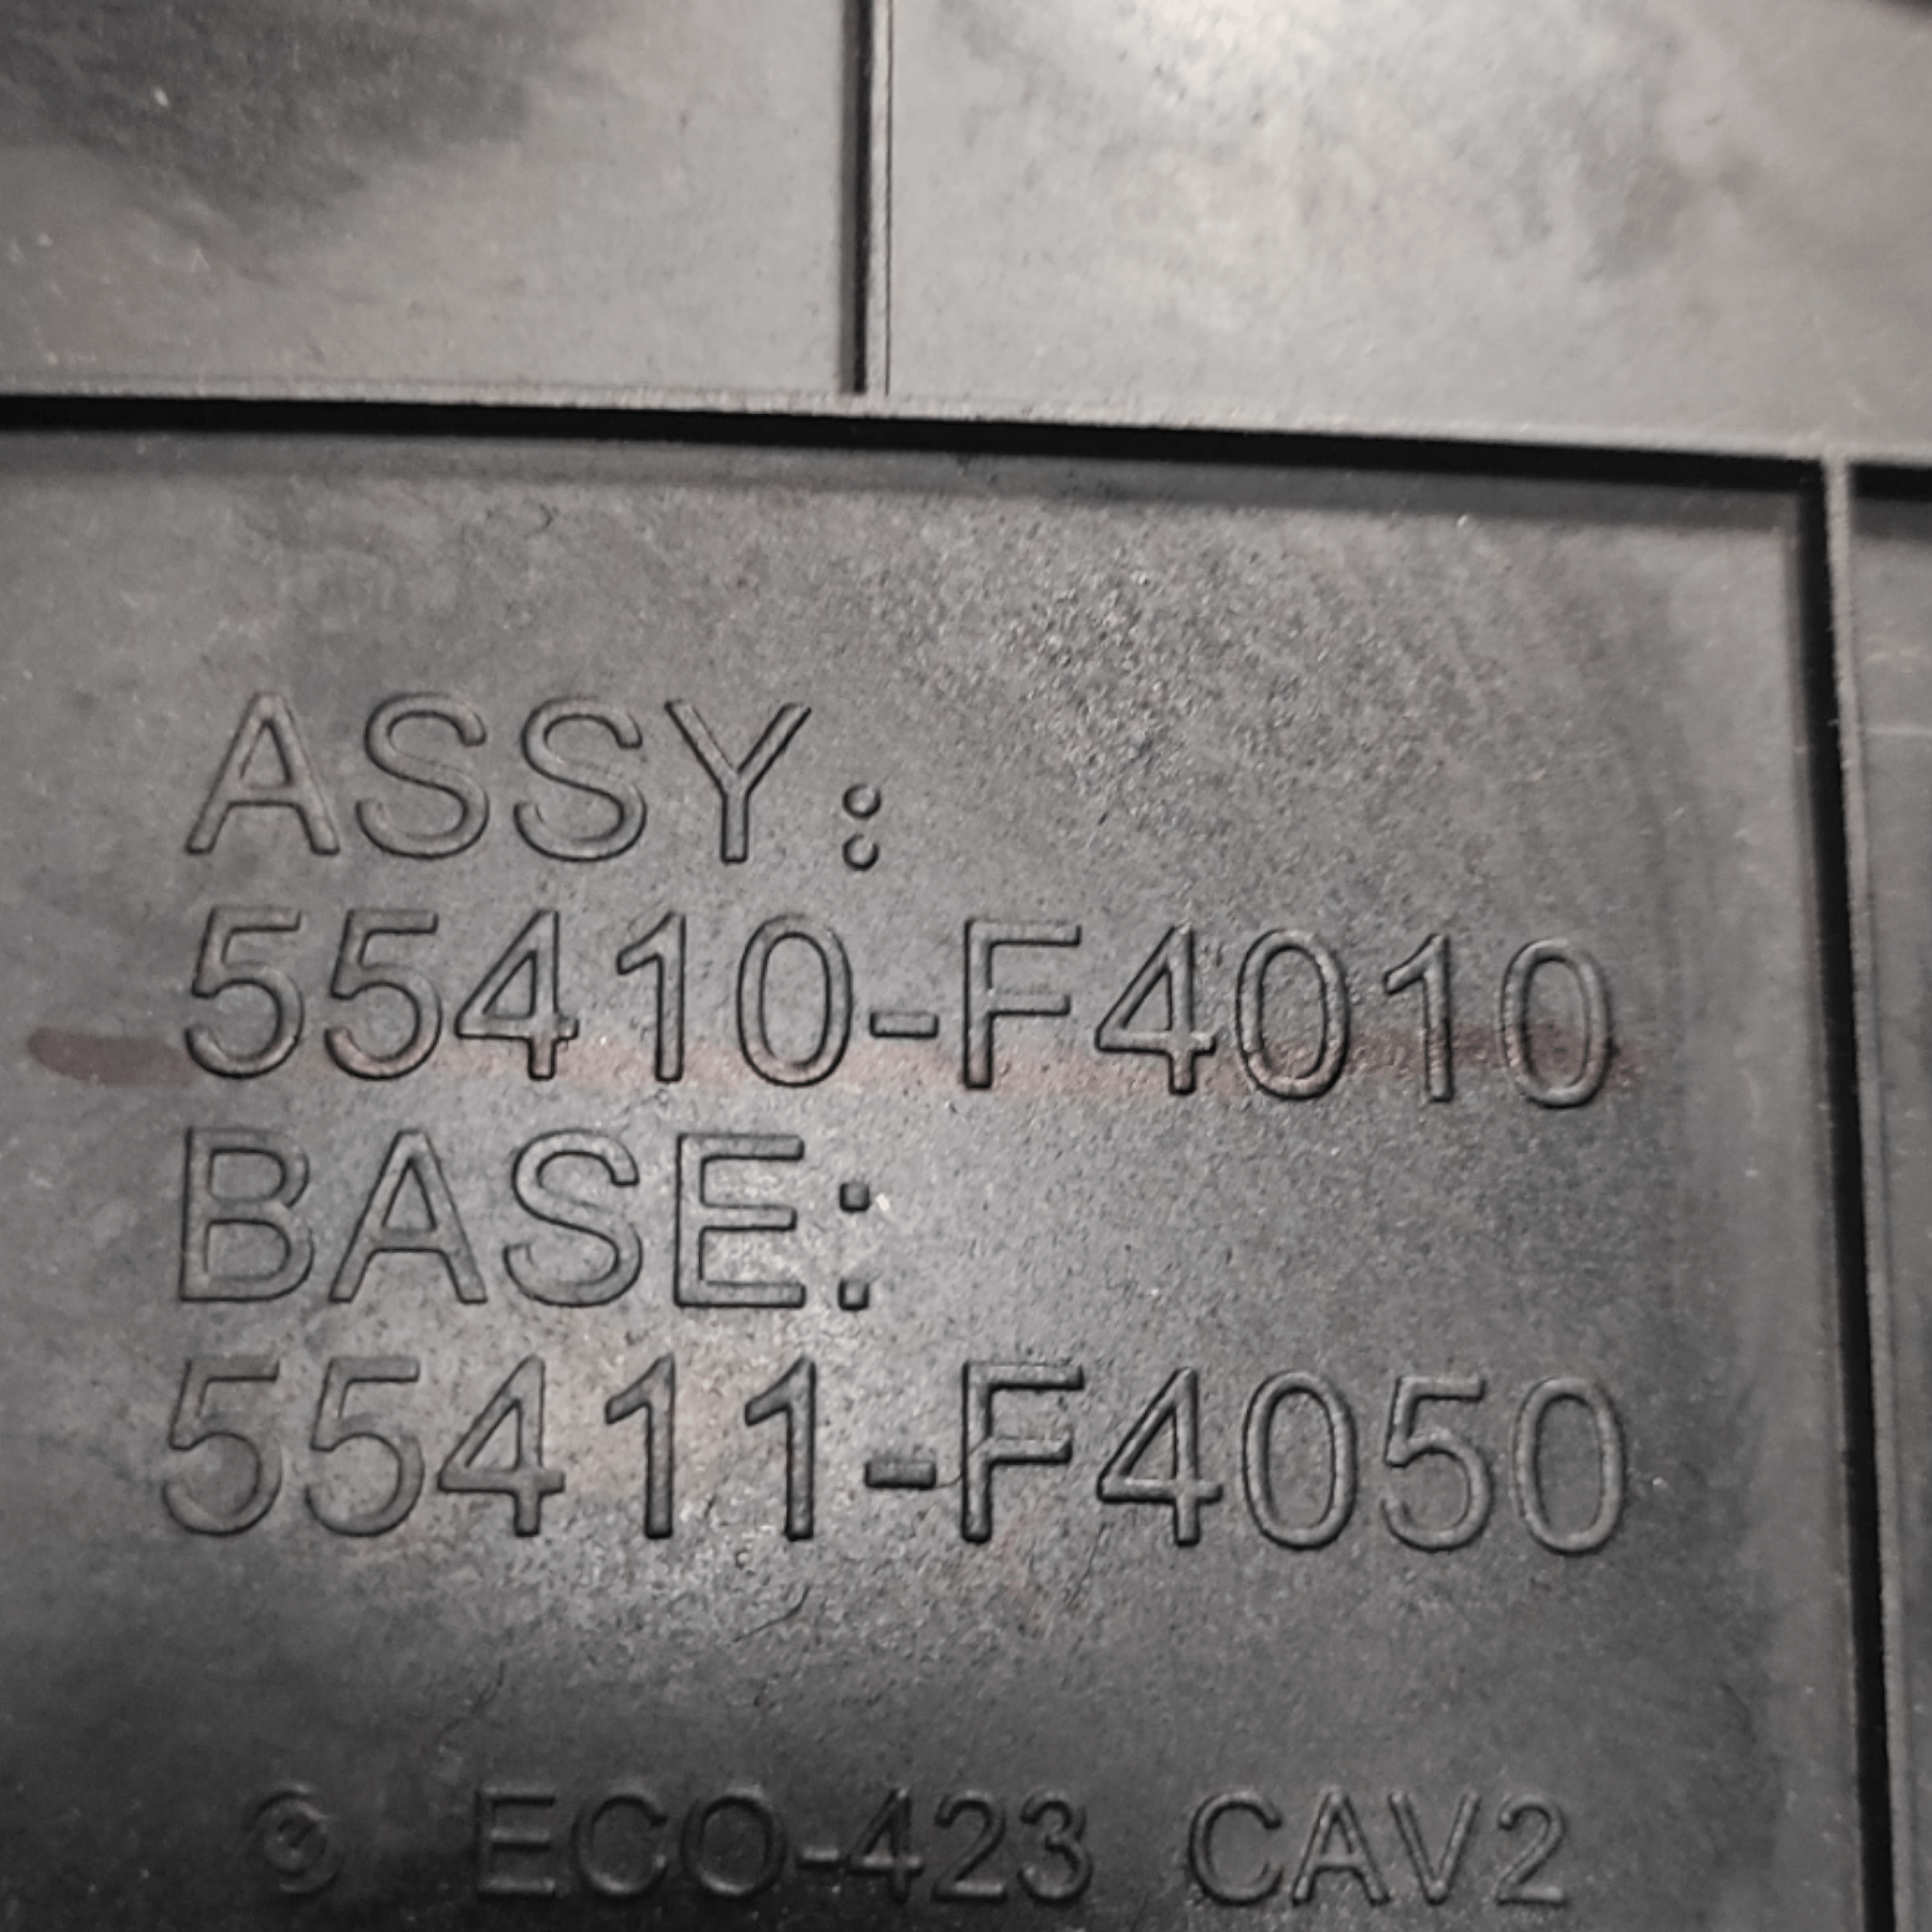 ASSY:
55410-F4010
BASE:
55411-F4050
ECO-423 CAV2